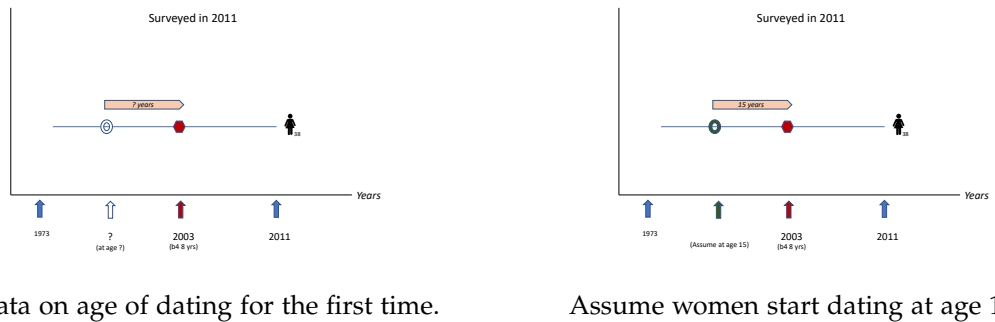 Surveyed in 2011
? years
38
Years
1973
?
(at age ?)
2003
(b4 8 yrs)
2011
ata on age of dating for the first time.
Surveyed in 2011
15 years
38
Years
1973
(Assume at age 15)
2003
(b4 8 yrs)
2011
Assume women start dating at age 1